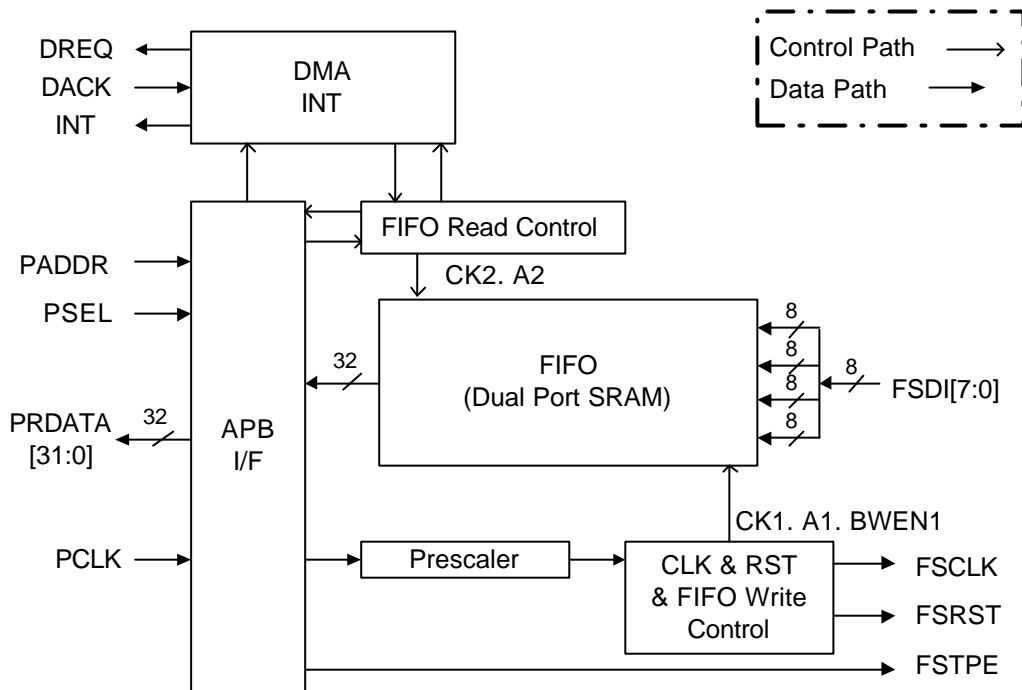 DREQ
DACK
INT
DMA
INT
Control Path
Data Path
FIFO Read Control
CK2. A2
PADDR
PSEL
PRDATA
[31:0]
32
APB
I/F
32
FIFO
(Dual Port SRAM)
8
8
8
8
8
FSDI[7:0]
CK1. A1. BWEN1
PCLK
Prescaler
CLK & RST
& FIFO Write
Control
FSCLK
FSRST
FSTPE